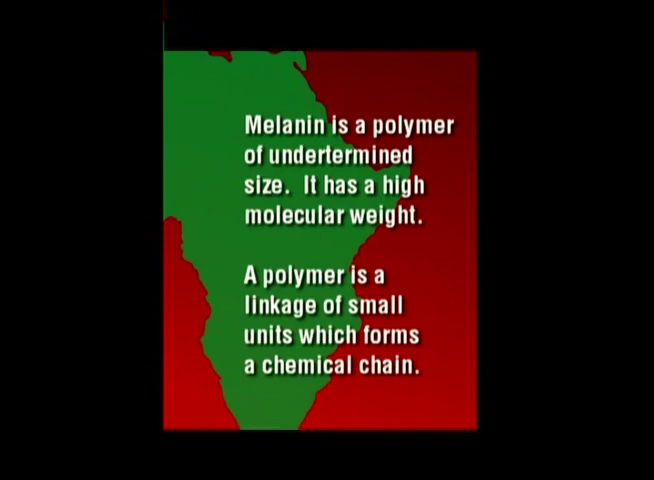 Melanin is a polymer
of undertermined
size.  It has a high
molecular weight.
A polymer is a
linkage of small
units which forms
a chemical chain.